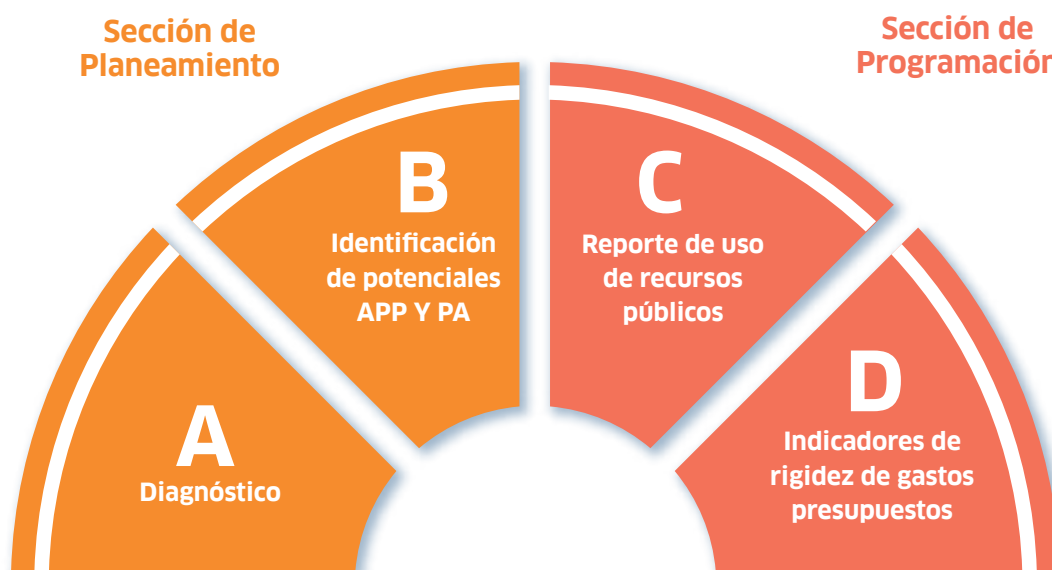 Sección de
Planeamiento
Sección de
Programación
B
Identificación
de potenciales
APP Y PA
C
Reporte de uso
de recursos
públicos
A
Diagnóstico
D
Indicadores de
rigidez de gastos
presupuestos